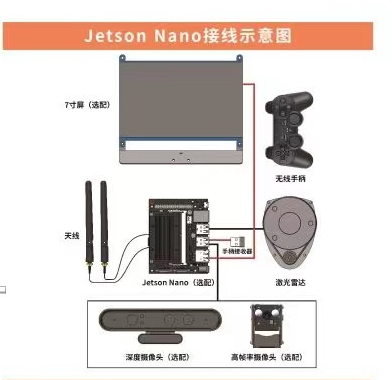 Jetson Nano接线示意图
7寸屏（选配）
无线手柄
天线
手柄接收器
Jetson Nano（选配）
激光雷达
深度摄像头（选配）
高帧率摄像头（选配）